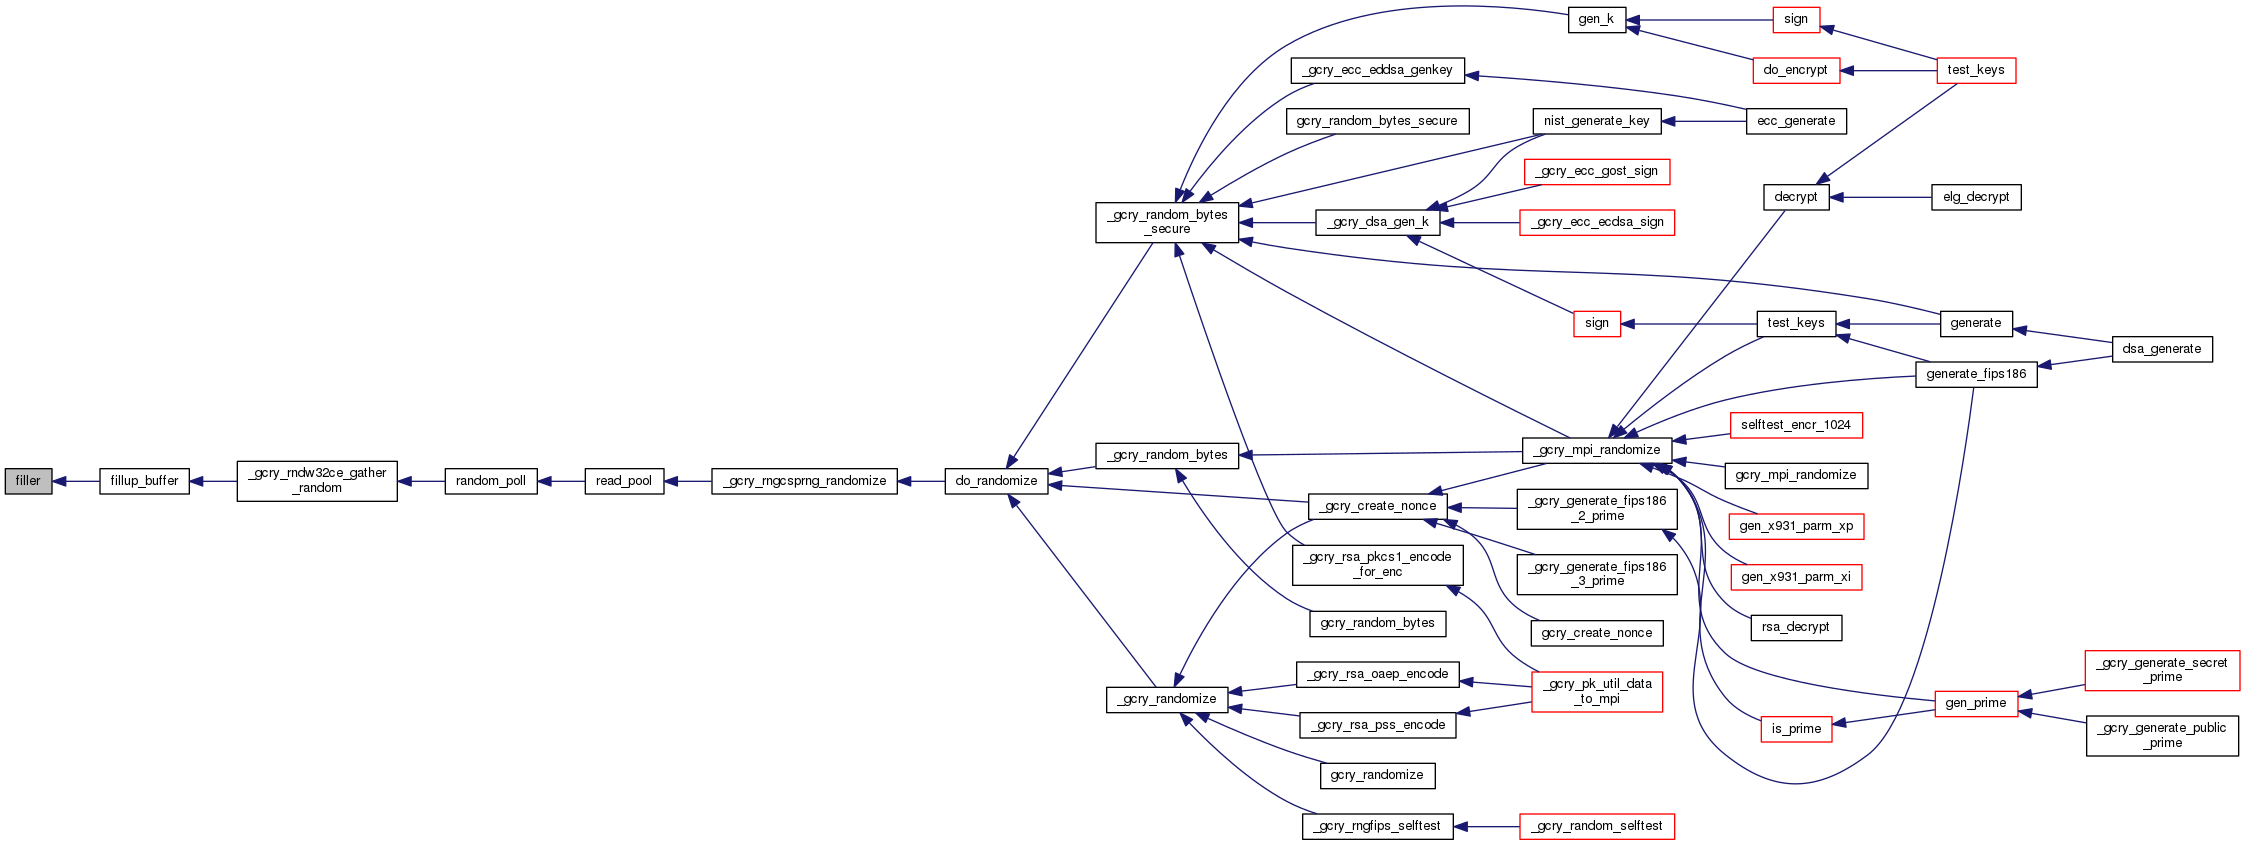 filler
fillup_buffer
_gcry_rndw32ce_gather
_random
random_poll
read_pool
_gcry_rngcsprng_randomize
do_randomize
_gcry_random_bytes
_secure
_gcry_random_bytes
_gcry_randomize
gen_k
_gcry_ecc_eddsa_genkey
gcry_random_bytes_secure
nist_generate_key
_gcry_ecc_gost_sign
_gcry_dsa_gen_k
_gcry_ecc_ecdsa_sign
sign
_gcry_mpi_randomize
_gcry_create_nonce
_gcry_generate_fips186
_2_prime
_gcry_rsa_pkcs1_encode
_for_enc
_gcry_generate_fips186
_3_prime
gcry_random_bytes
gcry_create_nonce
_gcry_rsa_oaep_encode
_gcry_pk_util_data
_to_mpi
_gcry_rsa_pss_encode
gcry_randomize
_gcry_rngfips_selftest
_gcry_random_selftest
sign
do_encrypt
test_keys
ecc_generate
decrypt
elg_decrypt
test_keys
generate
dsa_generate
generate_fips186
selftest_encr_1024
gcry_mpi_randomize
gen_x931_parm_xp
gen_x931_parm_xi
rsa_decrypt
is_prime
gen_prime
_gcry_generate_secret
_prime
_gcry_generate_public
_prime